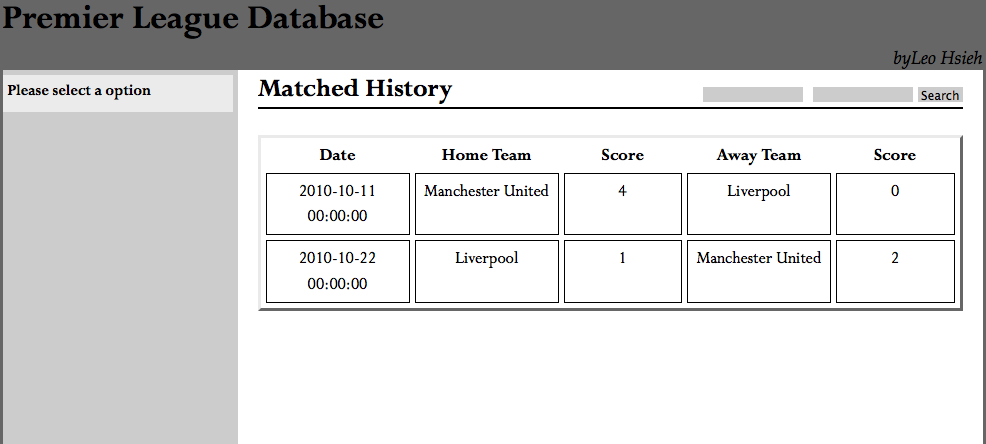 Premier League Database
byLeo Hsieh
Please select a option
Matched History
Search
Date Home Team Score Away Team Score
2010-10-11 00:00:00 Manchester United 4 Liverpool 0
2010-10-22 00:00:00 Liverpool 1 Manchester United 2